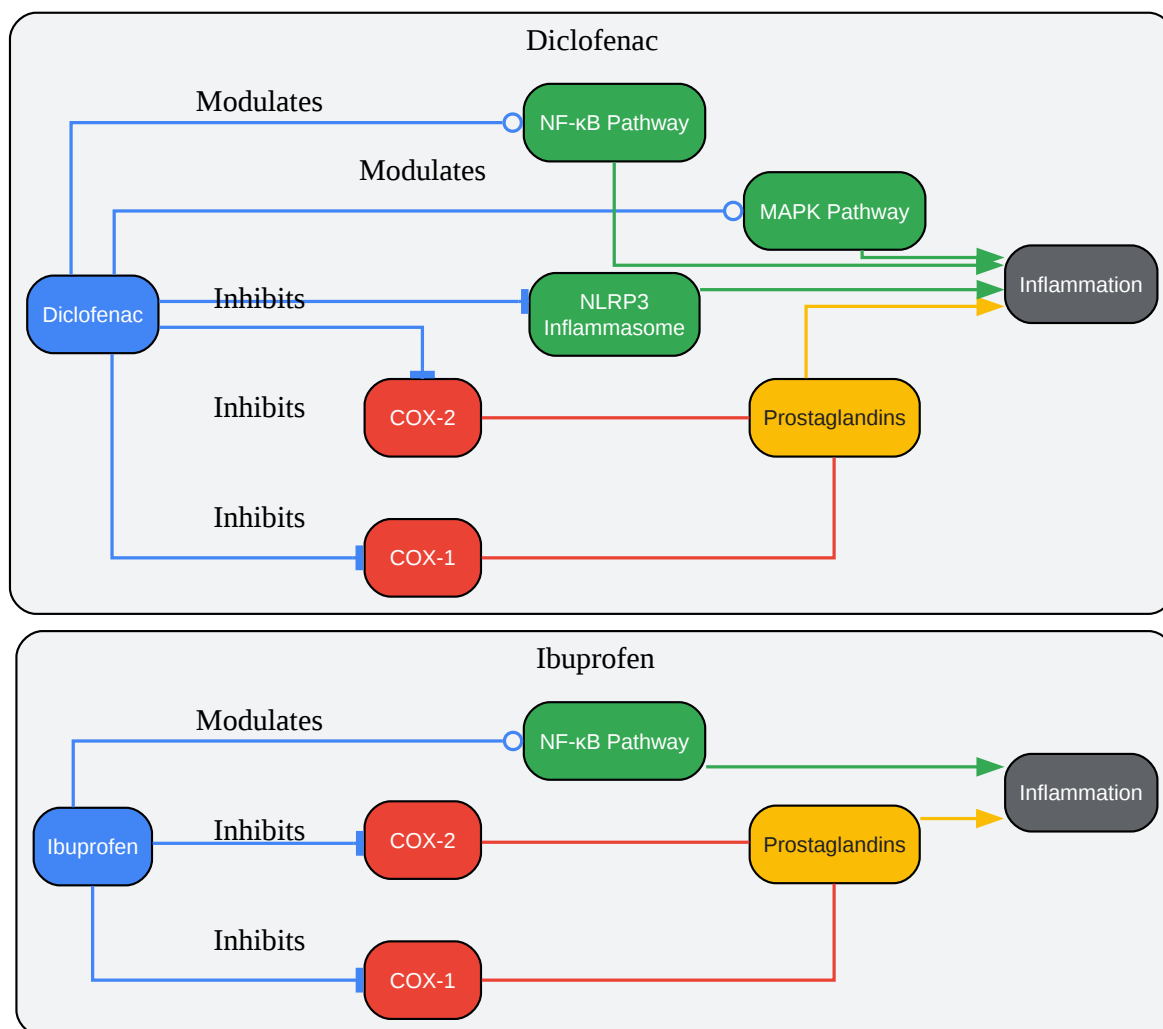 Diclofenac
Modulates
NF-κB Pathway
Modulates
MAPK Pathway
Diclofenac
Inhibits
NLRP3
Inflammasome
Inflammation
Inhibits
COX-2
Prostaglandins
Inhibits
COX-1
Ibuprofen
Modulates
NF-κB Pathway
Inflammation
Ibuprofen
Inhibits
COX-2
Prostaglandins
Inhibits
COX-1